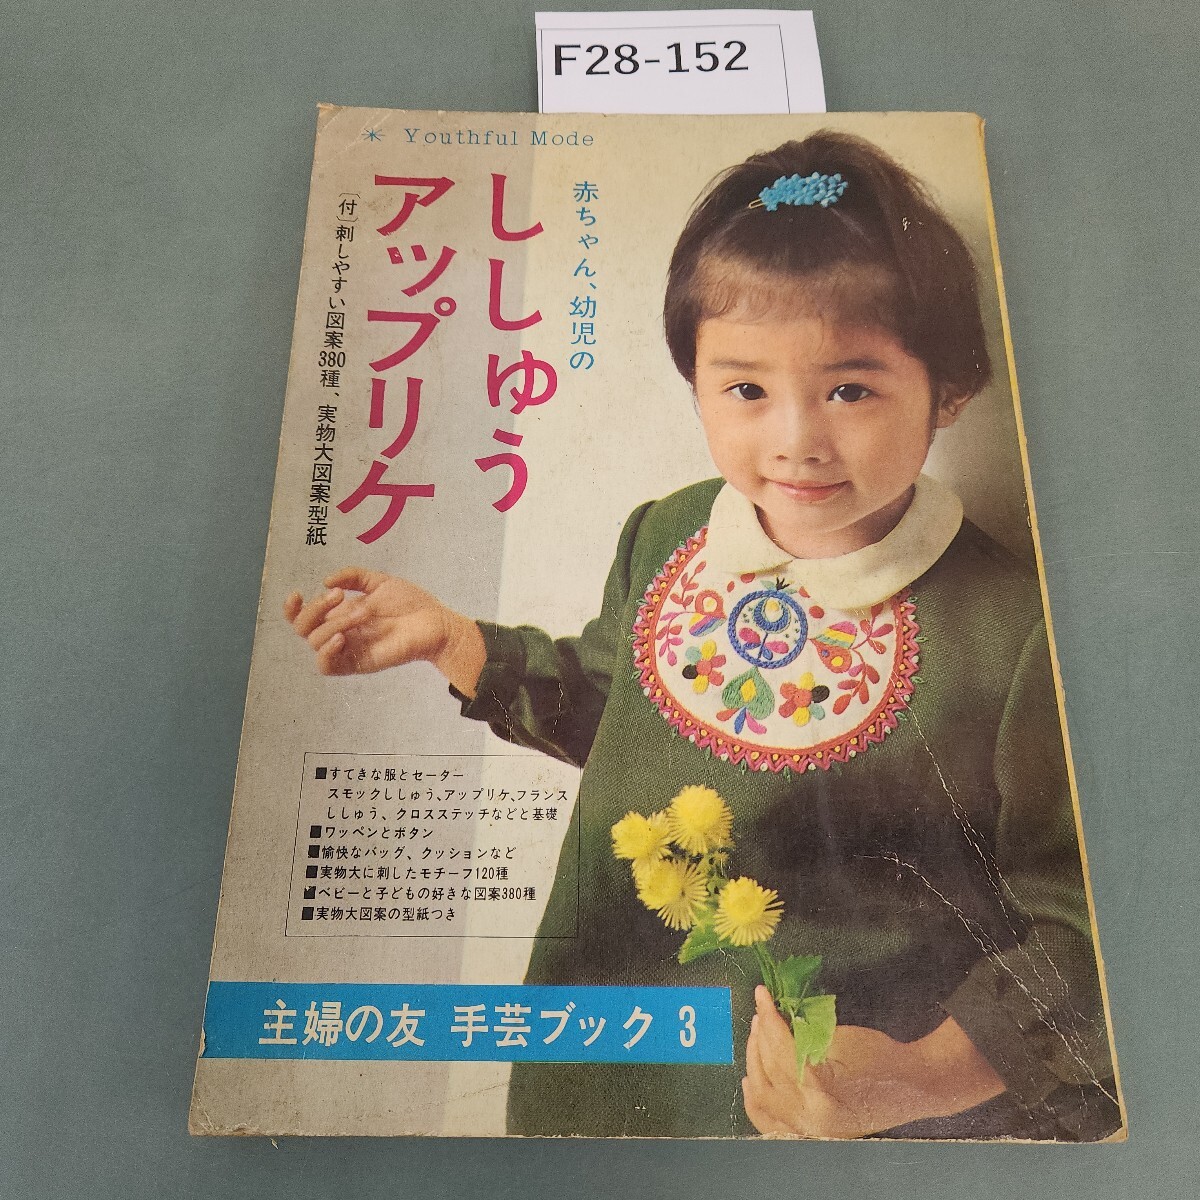 F28-152
Youthful Mode
赤ちゃん、幼児の
ししゅう
アップリケ
〔付〕刺しやすい図案380種、実物大図案型紙
■すてきな服とセーター
スモックししゅう、アップリケ、フランス
ししゅう、クロスステッチなどと基礎
■ワッペンとボタン
■愉快なバッグ、クッションなど
■実物大に刺したモチーフ120種
■ベビーと子どもの好きな図案380種
■実物大図案の型紙つき
主婦の友 手芸ブック 3